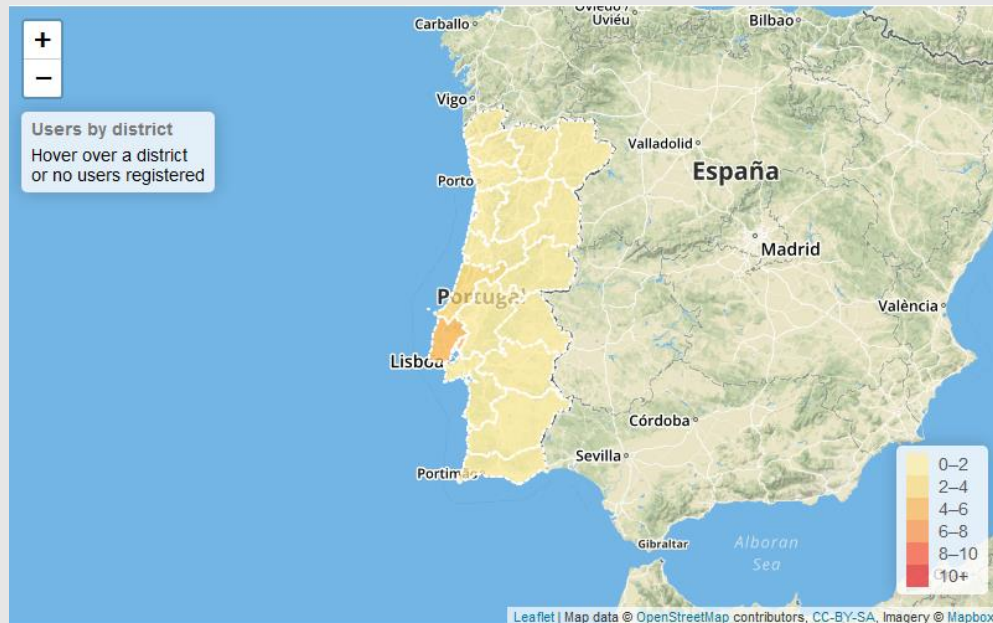 +
−
Users by district
Hover over a district
or no users registered
Carballo
Oviedo /
Uviéu
Bilbao
Vigo
Valladolid
España
Porto
Madrid
Portugal
València
Lisboa
Córdoba
Sevilla
Portimão
Gibraltar
Alboran
Sea
0–2
2–4
4–6
6–8
8–10
10+
Leaflet | Map data © OpenStreetMap contributors, CC-BY-SA, Imagery © Mapbox